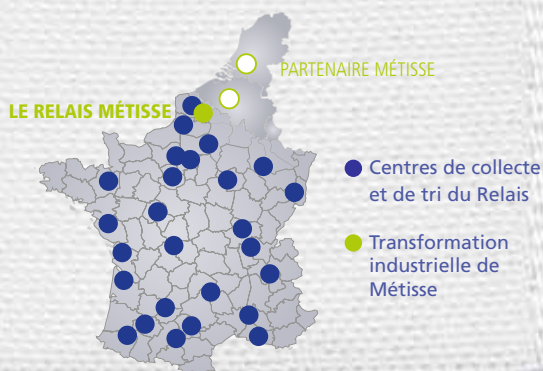 PARTENAIRE MÉTISSE
LE RELAIS MÉTISSE
Centres de collecte
et de tri du Relais
Transformation
industrielle de
Métisse